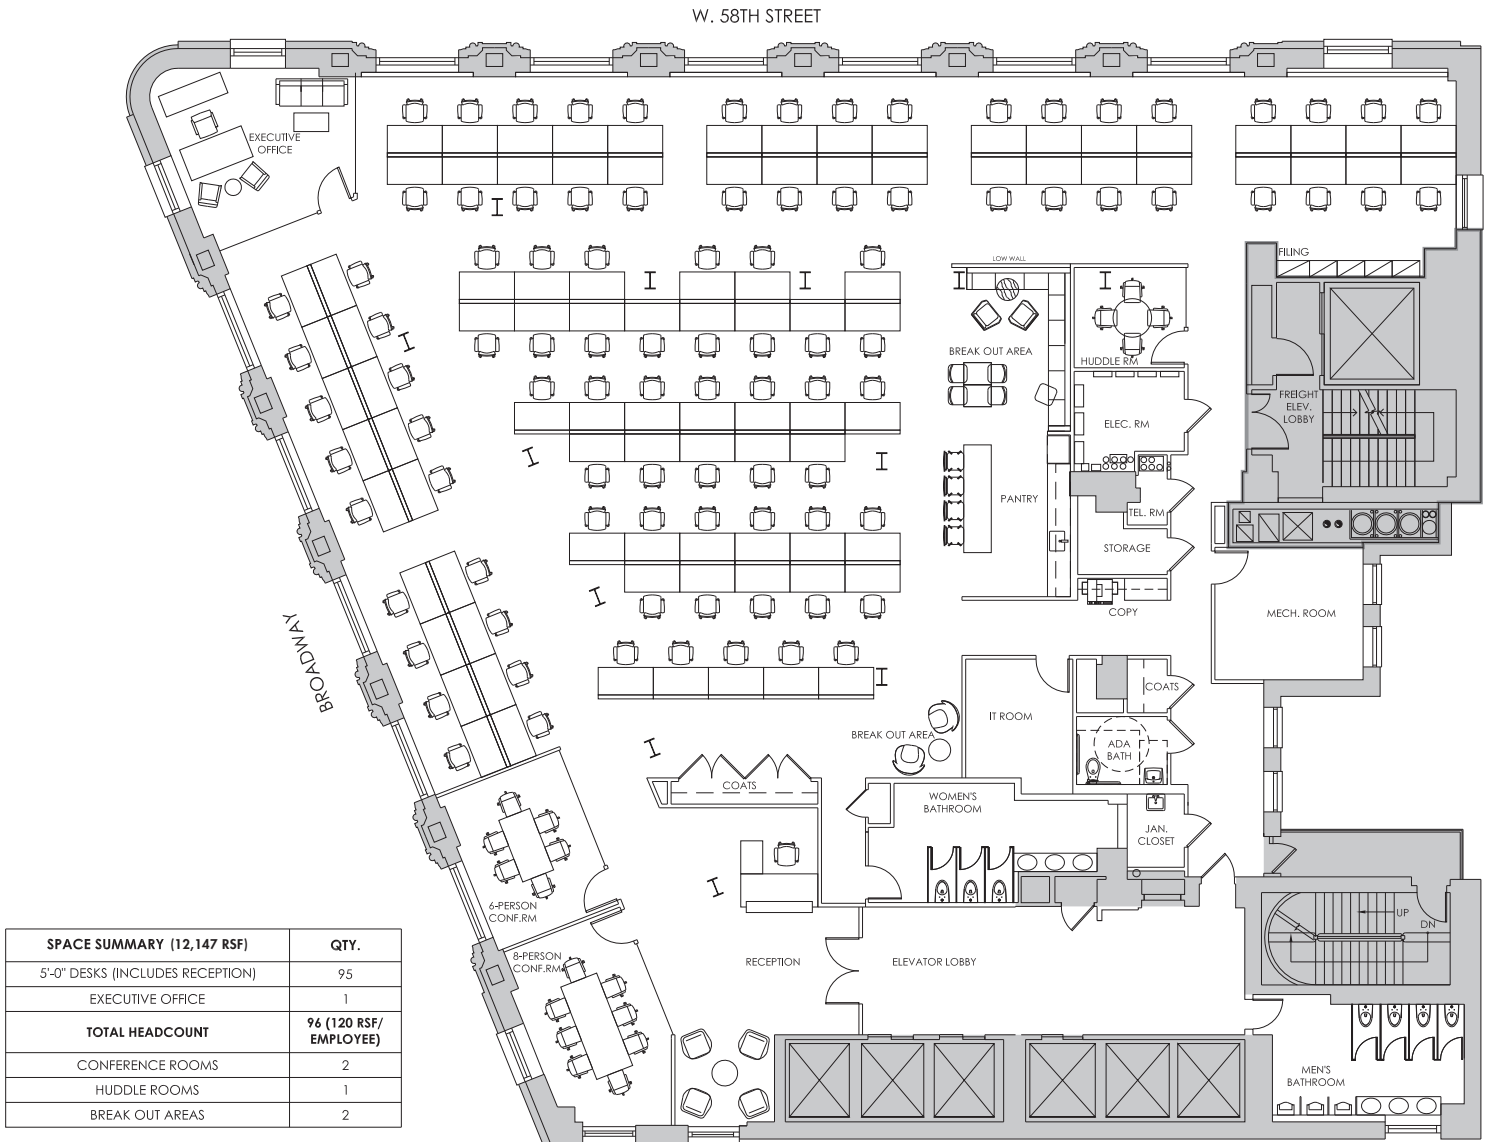 W. 58TH STREET
EXECUTIVE
OFFICE
FILING
LOW WALL
BREAK OUT AREA
HUDDLE RM
FREIGHT
ELEV.
LOBBY
ELEC. RM
PANTRY
TEL. RM
STORAGE
COPY
MECH. ROOM
BROADWAY
COATS
IT ROOM
BREAK OUT AREA
ADA
BATH
COATS
WOMEN'S
BATHROOM
JAN.
CLOSET
6-PERSON
CONF.RM
UP
DN
8-PERSON
CONF.RM
RECEPTION
ELEVATOR LOBBY
MEN'S
BATHROOM
SPACE SUMMARY (12,147 RSF) QTY.
5'-0" DESKS (INCLUDES RECEPTION) 95
EXECUTIVE OFFICE 1
TOTAL HEADCOUNT 96 (120 RSF/
EMPLOYEE)
CONFERENCE ROOMS 2
HUDDLE ROOMS 1
BREAK OUT AREAS 2